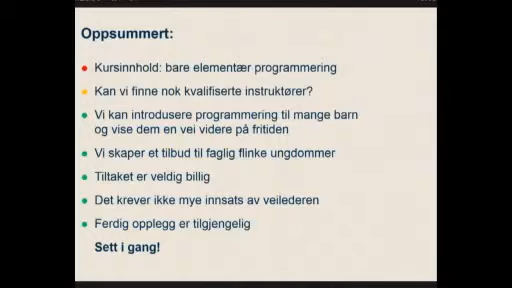 Oppsummert:
Kursinnhold: bare elementær programmering
Kan vi finne nok kvalifiserte instruktører?
Vi kan introdusere programmering til mange barn
og vise dem en vei videre på fritiden
Vi skaper et tilbud til faglig flinke ungdommer
Tiltaket er veldig billig
Det krever ikke mye innsats av veilederen
Ferdig opplegg er tilgjengelig
Sett i gang!